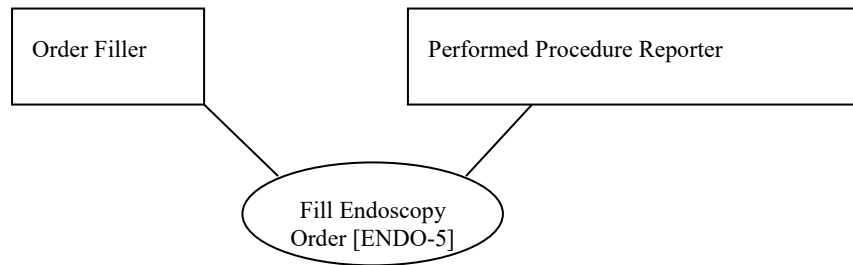 Order Filler
Performed Procedure Reporter
Fill Endoscopy
Order [ENDO-5]